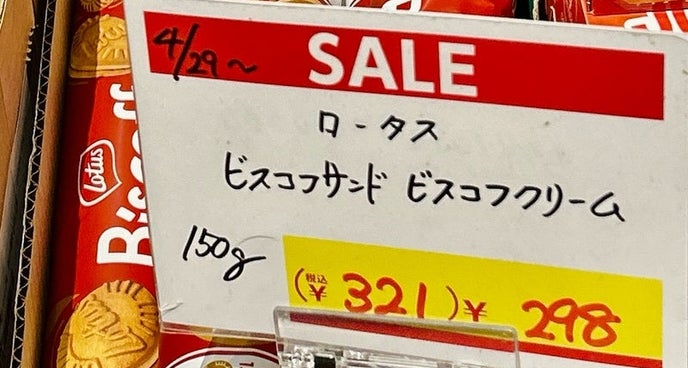 4/29~ SALE
ロータス
ビスコフサンド ビスコフクリーム
150g
(税込¥321)¥298
Lotus
Biscoff